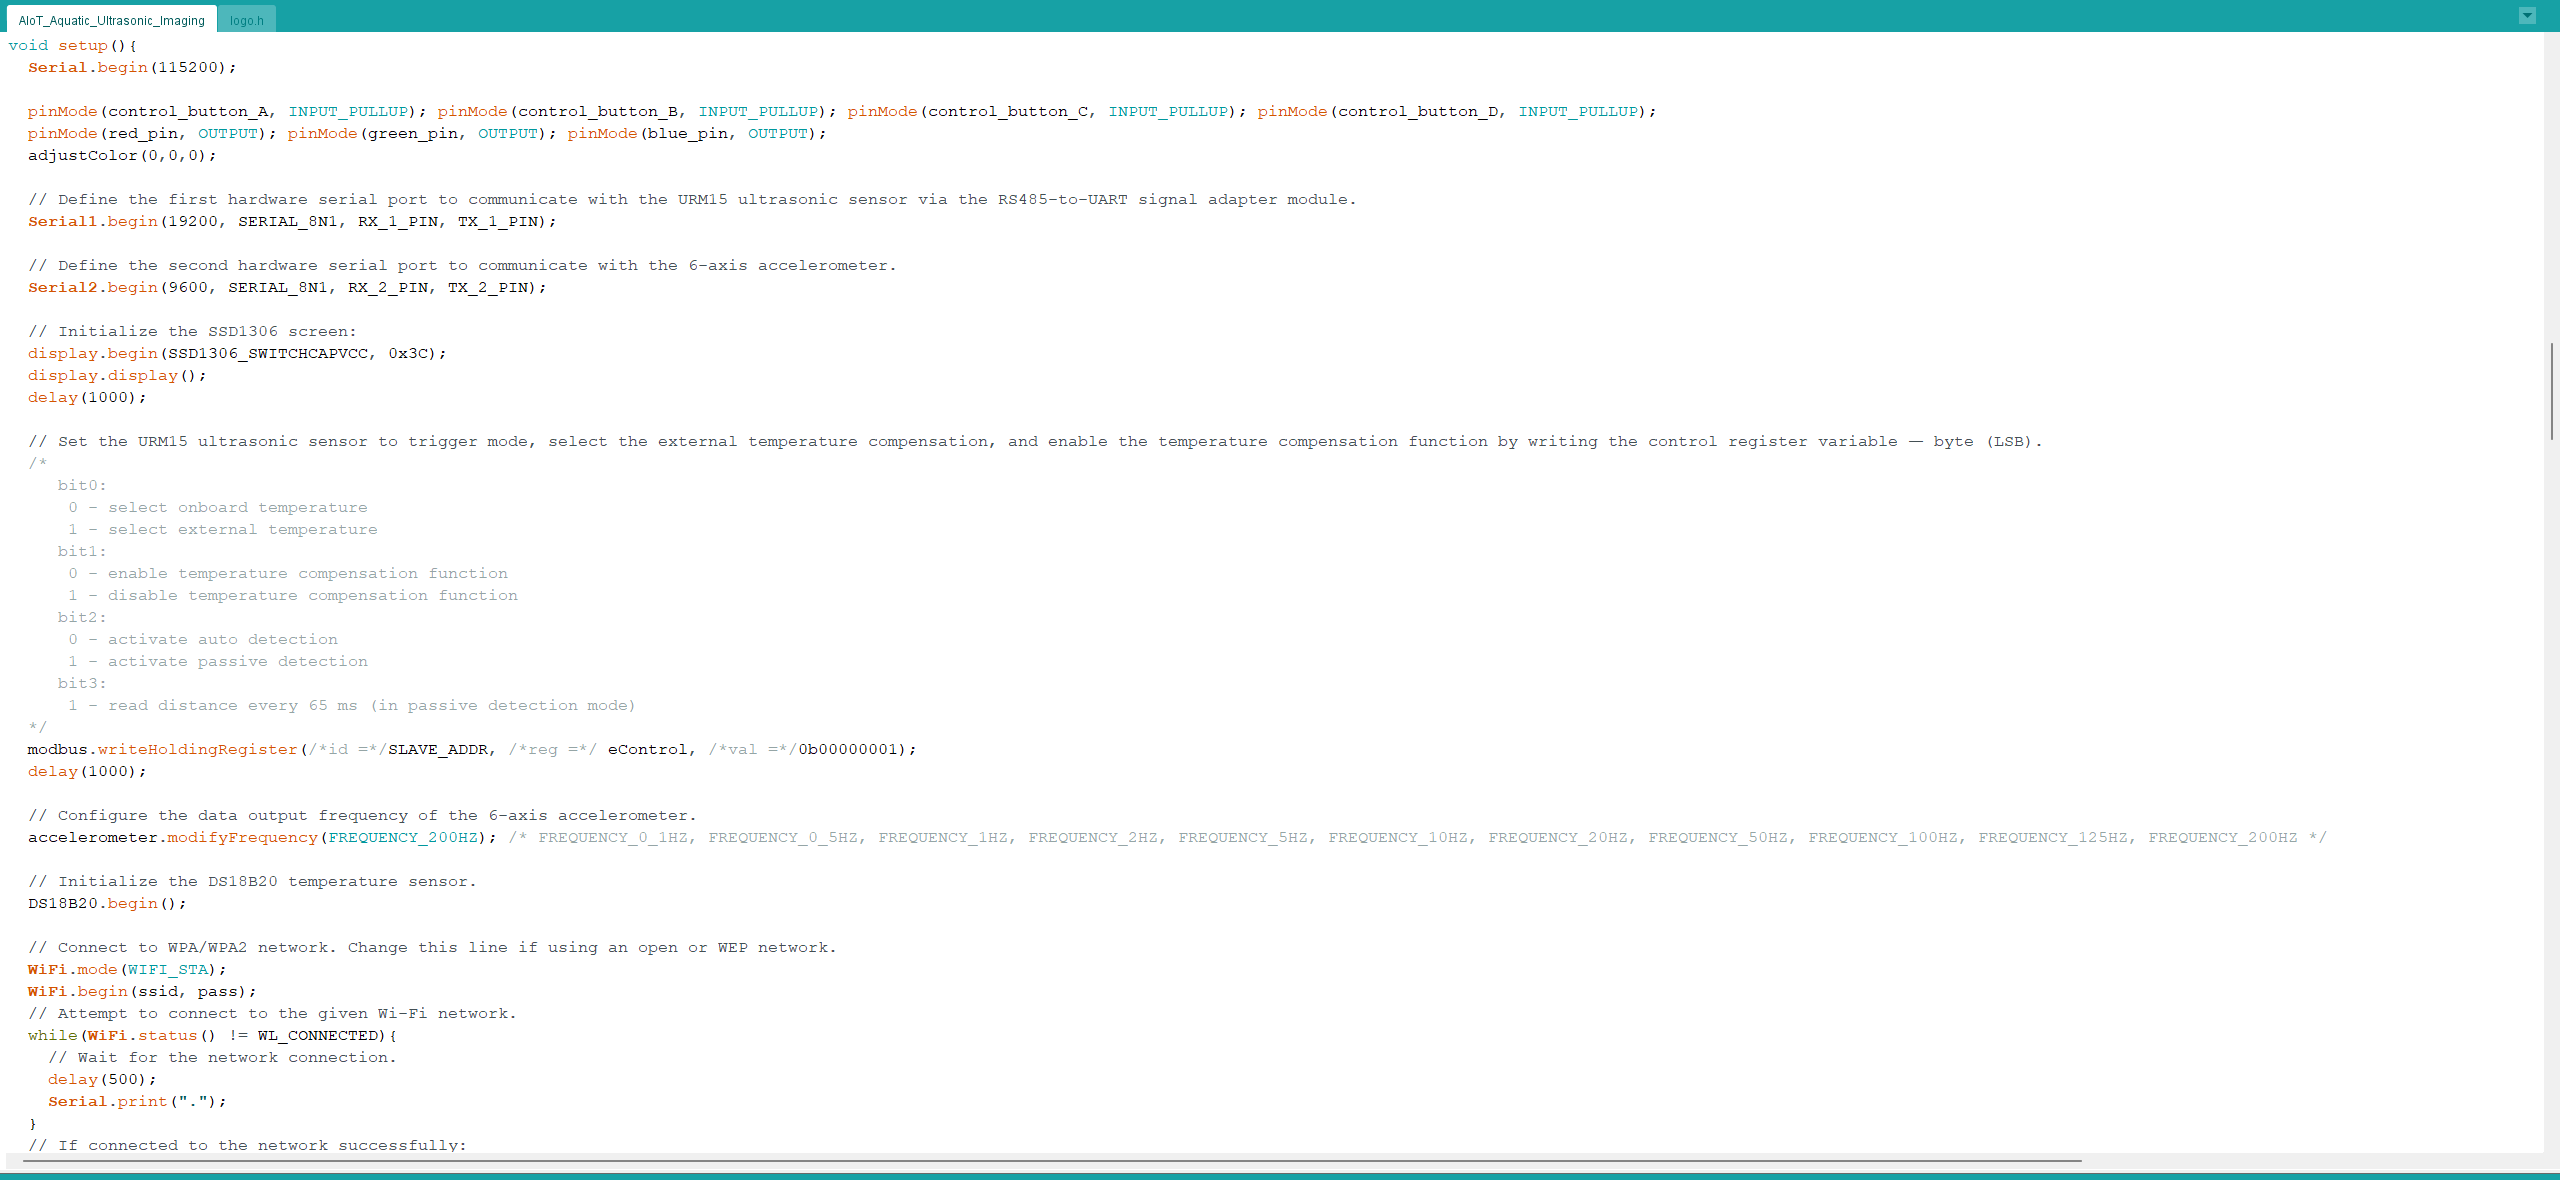 AIoT_Aquatic_Ultrasonic_Imaging
logo.h
void setup(){
  Serial.begin(115200);

  pinMode(control_button_A, INPUT_PULLUP); pinMode(control_button_B, INPUT_PULLUP); pinMode(control_button_C, INPUT_PULLUP); pinMode(control_button_D, INPUT_PULLUP);
  pinMode(red_pin, OUTPUT); pinMode(green_pin, OUTPUT); pinMode(blue_pin, OUTPUT);
  adjustColor(0,0,0);

  // Define the first hardware serial port to communicate with the URM15 ultrasonic sensor via the RS485-to-UART signal adapter module.
  Serial1.begin(19200, SERIAL_8N1, RX_1_PIN, TX_1_PIN);

  // Define the second hardware serial port to communicate with the 6-axis accelerometer.
  Serial2.begin(9600, SERIAL_8N1, RX_2_PIN, TX_2_PIN);

  // Initialize the SSD1306 screen:
  display.begin(SSD1306_SWITCHCAPVCC, 0x3C);
  display.display();
  delay(1000);

  // Set the URM15 ultrasonic sensor to trigger mode, select the external temperature compensation, and enable the temperature compensation function by writing the control register variable — byte (LSB).
  /*
     bit0:
      0 - select onboard temperature
      1 - select external temperature
     bit1:
      0 - enable temperature compensation function
      1 - disable temperature compensation function
     bit2:
      0 - activate auto detection
      1 - activate passive detection
     bit3:
      1 - read distance every 65 ms (in passive detection mode)
  */
  modbus.writeHoldingRegister(/*id =*/SLAVE_ADDR, /*reg =*/ eControl, /*val =*/0b00000001);
  delay(1000);

  // Configure the data output frequency of the 6-axis accelerometer.
  accelerometer.modifyFrequency(FREQUENCY_200HZ); /* FREQUENCY_0_1HZ, FREQUENCY_0_5HZ, FREQUENCY_1HZ, FREQUENCY_2HZ, FREQUENCY_5HZ, FREQUENCY_10HZ, FREQUENCY_20HZ, FREQUENCY_50HZ, FREQUENCY_100HZ, FREQUENCY_125HZ, FREQUENCY_200HZ */

  // Initialize the DS18B20 temperature sensor.
  DS18B20.begin();

  // Connect to WPA/WPA2 network. Change this line if using an open or WEP network.
  WiFi.mode(WIFI_STA);
  WiFi.begin(ssid, pass);
  // Attempt to connect to the given Wi-Fi network.
  while(WiFi.status() != WL_CONNECTED){
    // Wait for the network connection.
    delay(500);
    Serial.print(".");
  }
  // If connected to the network successfully: